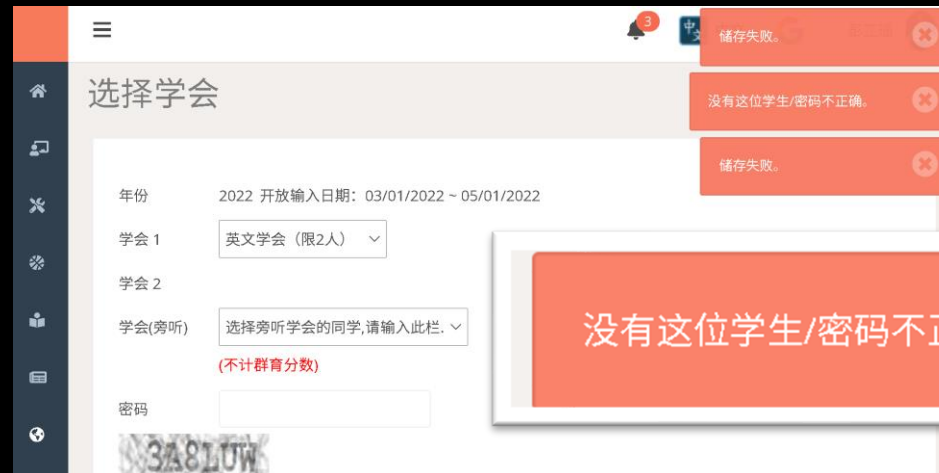 3
中文
储存失败。
选择学会
没有这位学生/密码不正确。
储存失败。
年份 2022 开放输入日期：03/01/2022 ~ 05/01/2022
学会 1 英文学会（限2人）
学会 2
学会(旁听) 选择旁听学会的同学,请输入此栏.
(不计群育分数)
没有这位学生/密码不正
密码
3A8LUW